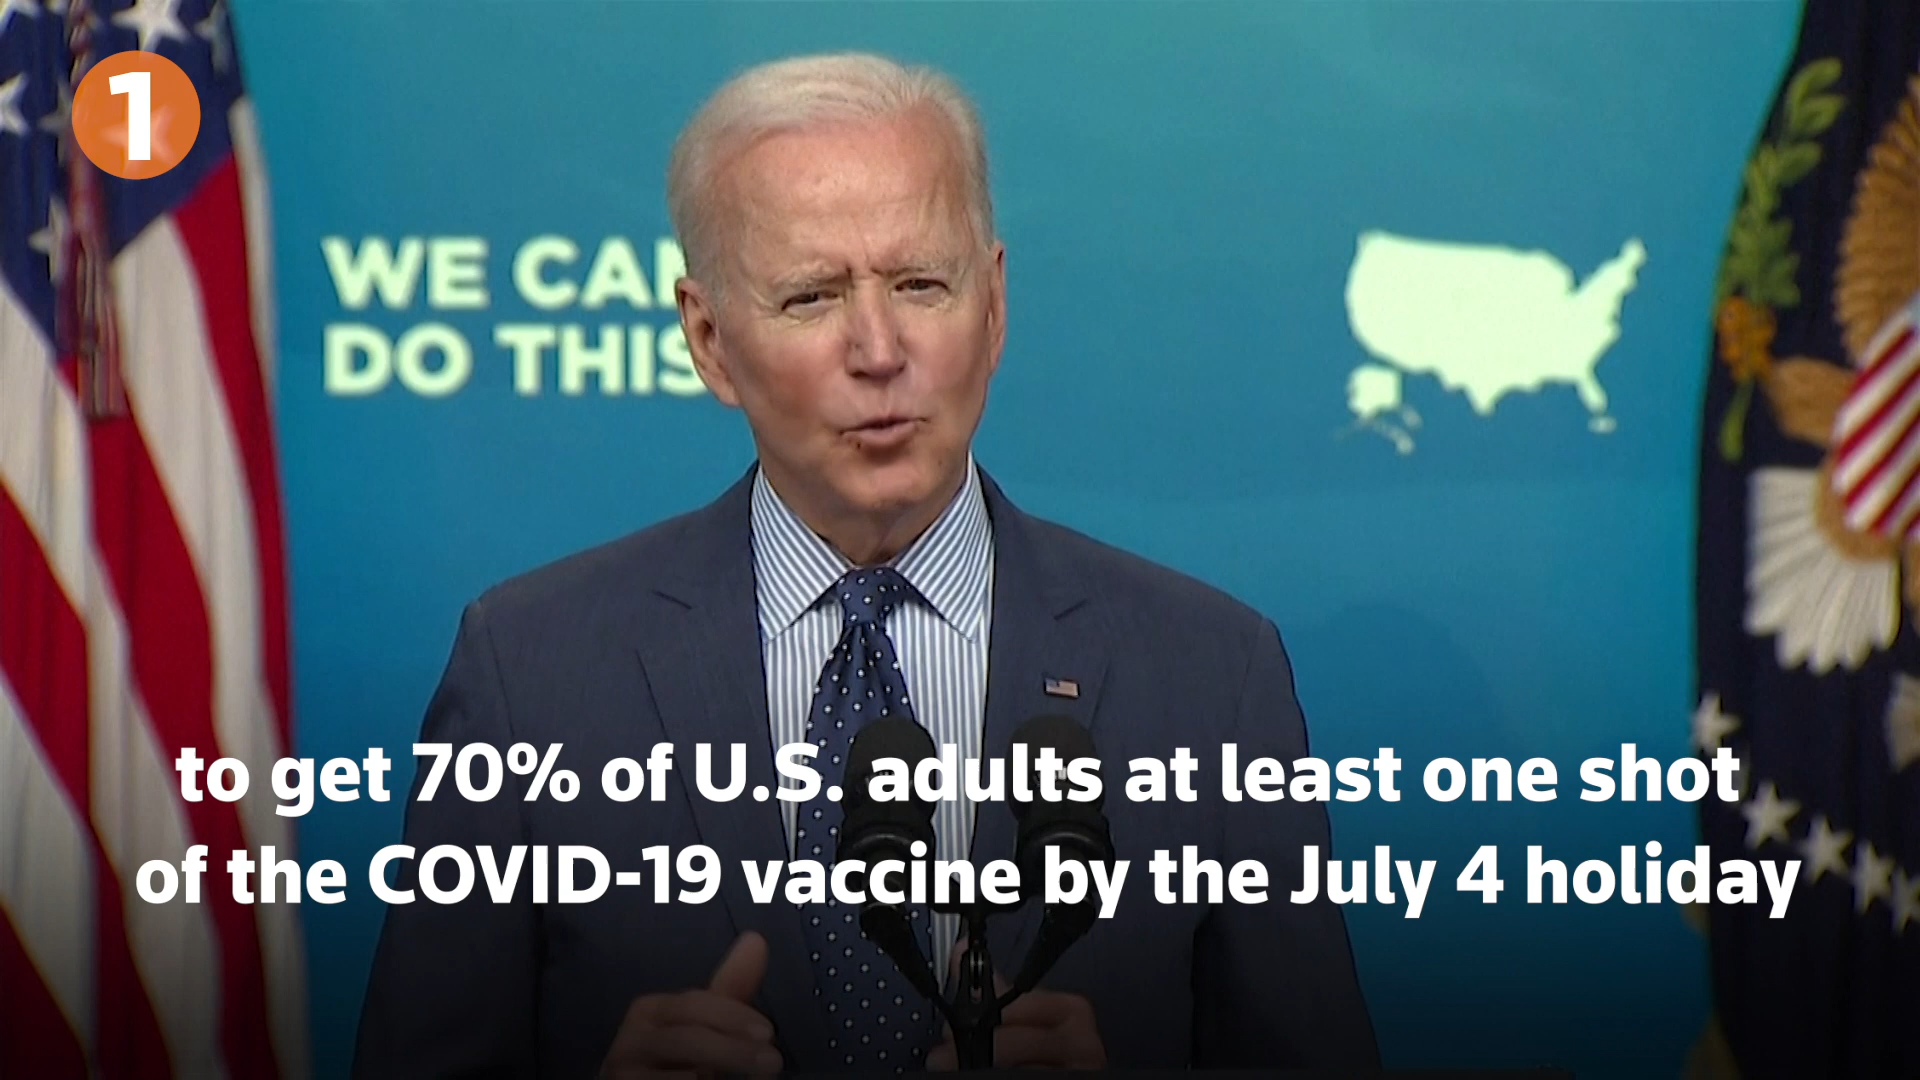 1
WE CAN
DO THIS
to get 70% of U.S. adults at least one shot
of the COVID-19 vaccine by the July 4 holiday